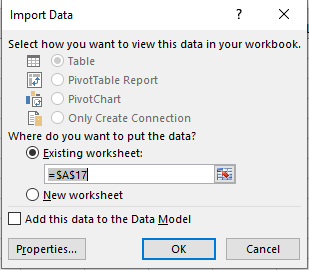 Import Data
Select how you want to view this data in your workbook.
Table
PivotTable Report
PivotChart
Only Create Connection
Where do you want to put the data?
Existing worksheet:
=$A$17
New worksheet
Add this data to the Data Model
Properties...
OK
Cancel